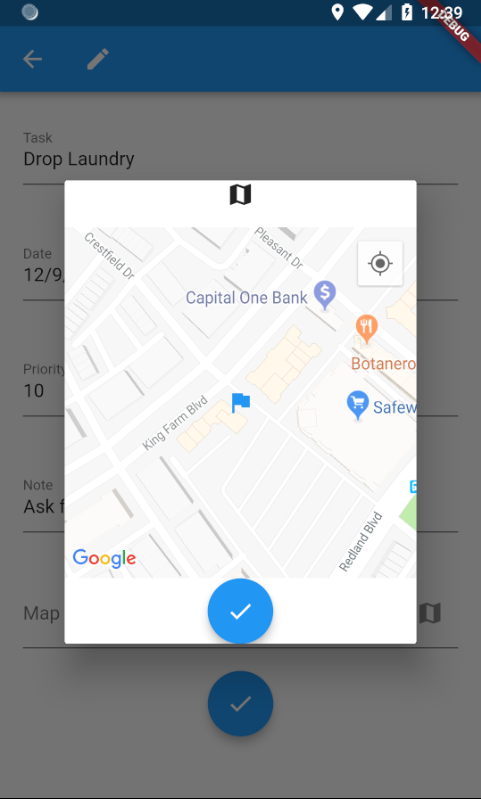 12:39
DEBUG
Task
Drop Laundry
Date
12/9,
Priority
10
Note
Ask f
Map
Crestfield Dr
Pleasant Dr
Capital One Bank
Botanero
King Farm Blvd
Safew
Redland Blvd
Google